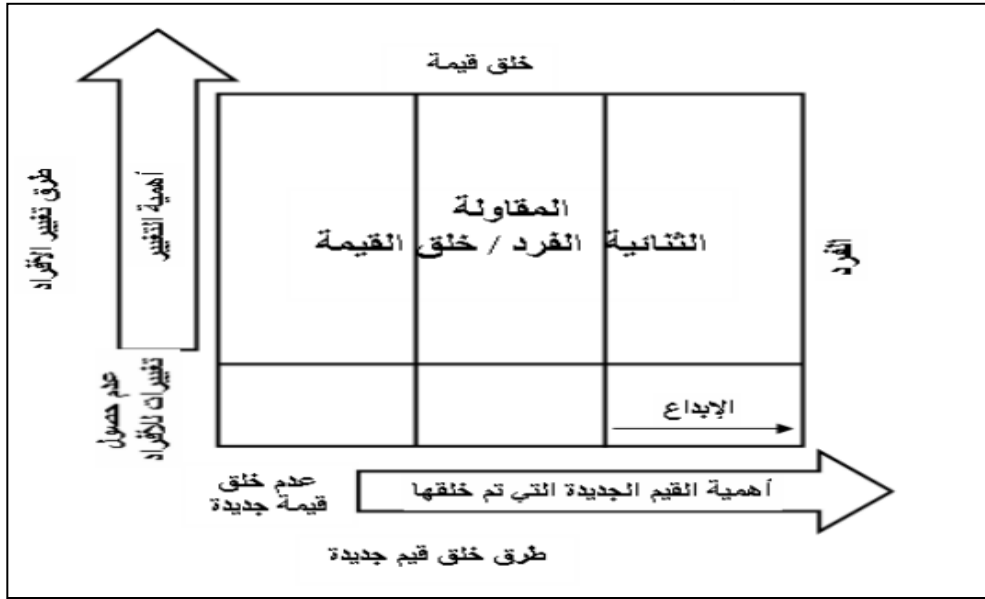 خلق قيمة
طرق تغيير الأفراد
أهمية التغيير
المقاولة
الثنائية الفرد / خلق القيمة
الفرد
عدم حصول
تغييرات للأفراد
الإبداع
عدم خلق
قيمة جديدة
أهمية القيم الجديدة التي تم خلقها
طرق خلق قيم جديدة